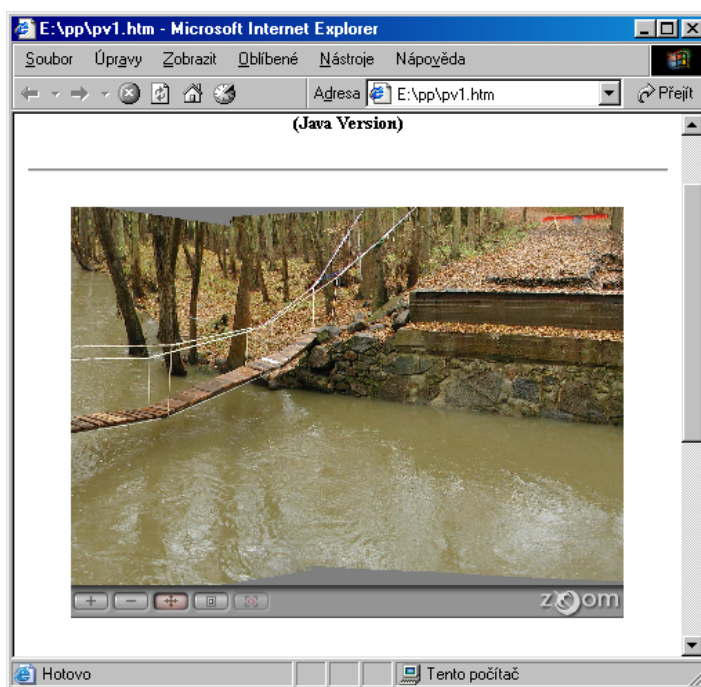 E:\pp\pv1.htm - Microsoft Internet Explorer
Soubor Úpravy Zobrazit Oblíbené Nástroje Nápověda
Adresa E:\pp\pv1.htm Přejít
(Java Version)
zoom
Hotovo Tento počítač